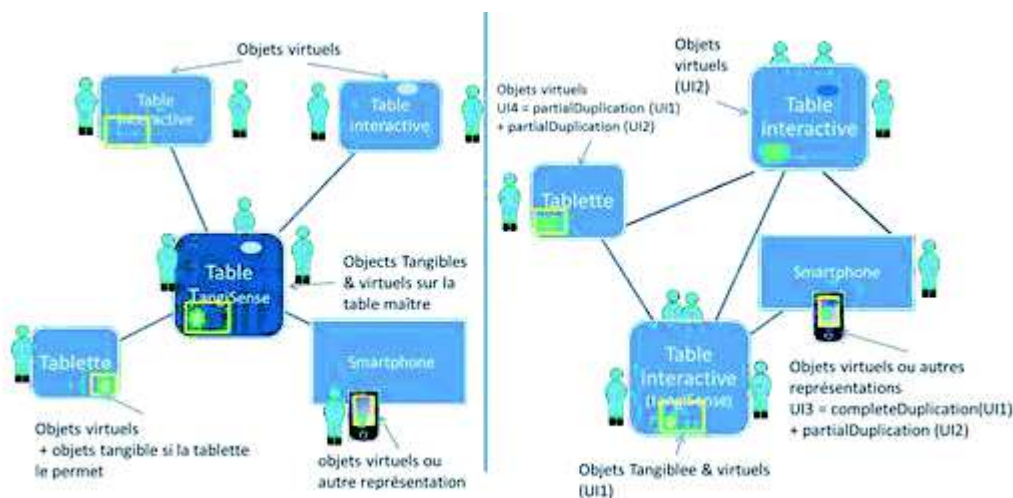 Objets virtuels
Table
interactive
Table
interactive
Table
TangiSense
Objects Tangibles
& virtuels sur la
table maître
Tablette
Smartphone
Objets virtuels
+ objets tangible si la tablette
le permet
objets virtuels ou
autre représentation
Objets
virtuels
(UI2)
Objets virtuels
UI4 = partialDuplication (UI1)
+ partialDuplication (UI2)
Table
interactive
Tablette
Smartphone
Table
Interactive
(TangiSense)
Objets virtuels ou autres
représentations
UI3 = completeDuplication(UI1)
+ partialDuplication (UI2)
Objets Tangiblee & virtuels
(UI1)